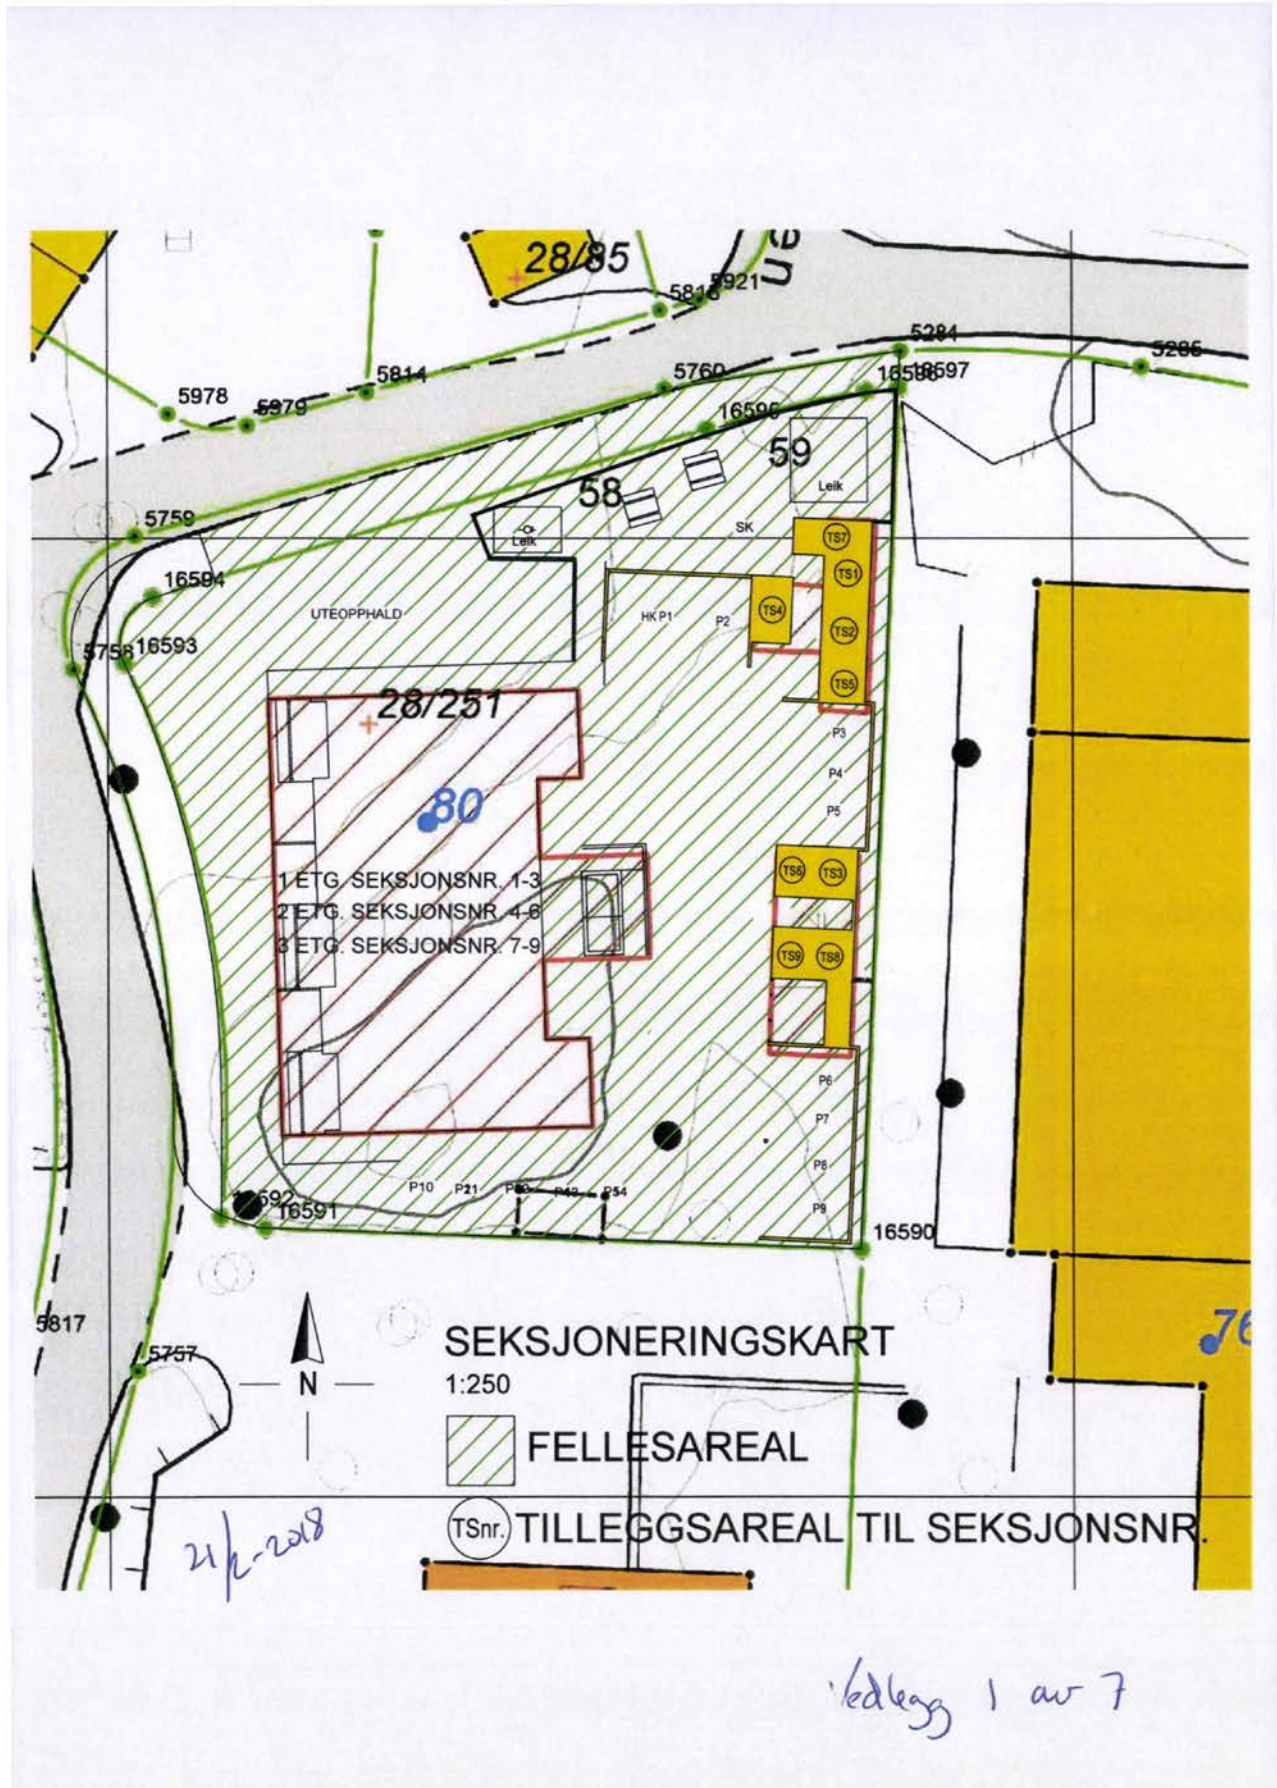 28/85
5921
5284
5285
5760
5814
5978
5979
16595
59
Leik
58
SK
Leik
5759
TS7
TS1
16594
UTEOPPHALD
HK P1
P2
TS4
TS2
5758
16593
TS5
28/251
P3
P4
80
P5
1 ETG. SEKSJONSNR. 1-3
TS6
TS3
2 ETG. SEKSJONSNR. 4-6
3 ETG. SEKSJONSNR. 7-9
TS9
TS8
P6
P7
P8
P10
P21
P54
P9
16591
16590
5817
76
5757
N
SEKSJONERINGSKART
1:250
FELLESAREAL
TSnr.
TILLEGGSAREAL TIL SEKSJONSNR.
21/2-2018
Vedlegg 1 av 7